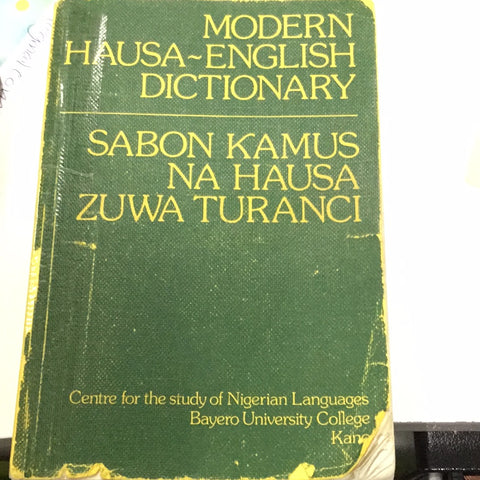 MODERN
HAUSA~ENGLISH
DICTIONARY
SABON KAMUS
NA HAUSA
ZUWA TURANCI
Centre for the study of Nigerian Languages
Bayero University College
Kano